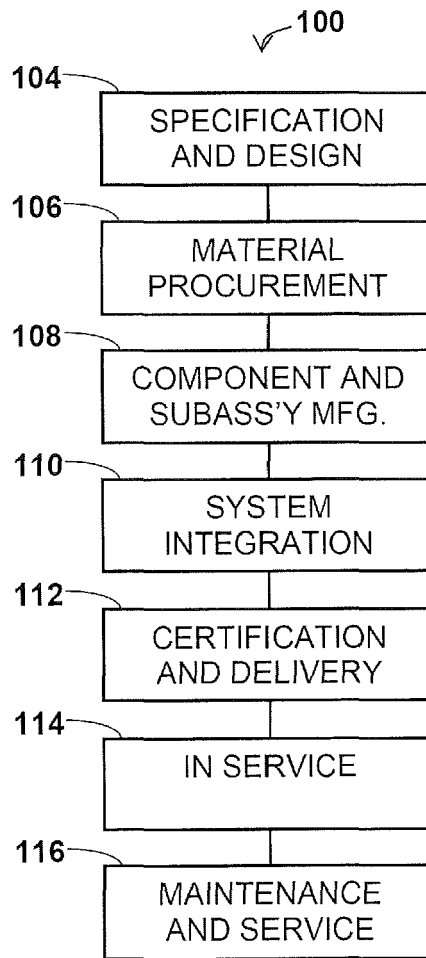 100
104
SPECIFICATION
AND DESIGN
106
MATERIAL
PROCUREMENT
108
COMPONENT AND
SUBASS'Y MFG.
110
SYSTEM
INTEGRATION
112
CERTIFICATION
AND DELIVERY
114
IN SERVICE
116
MAINTENANCE
AND SERVICE